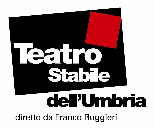 Teatro
Stabile
dell'Umbria
diretto da Franco Ruggieri